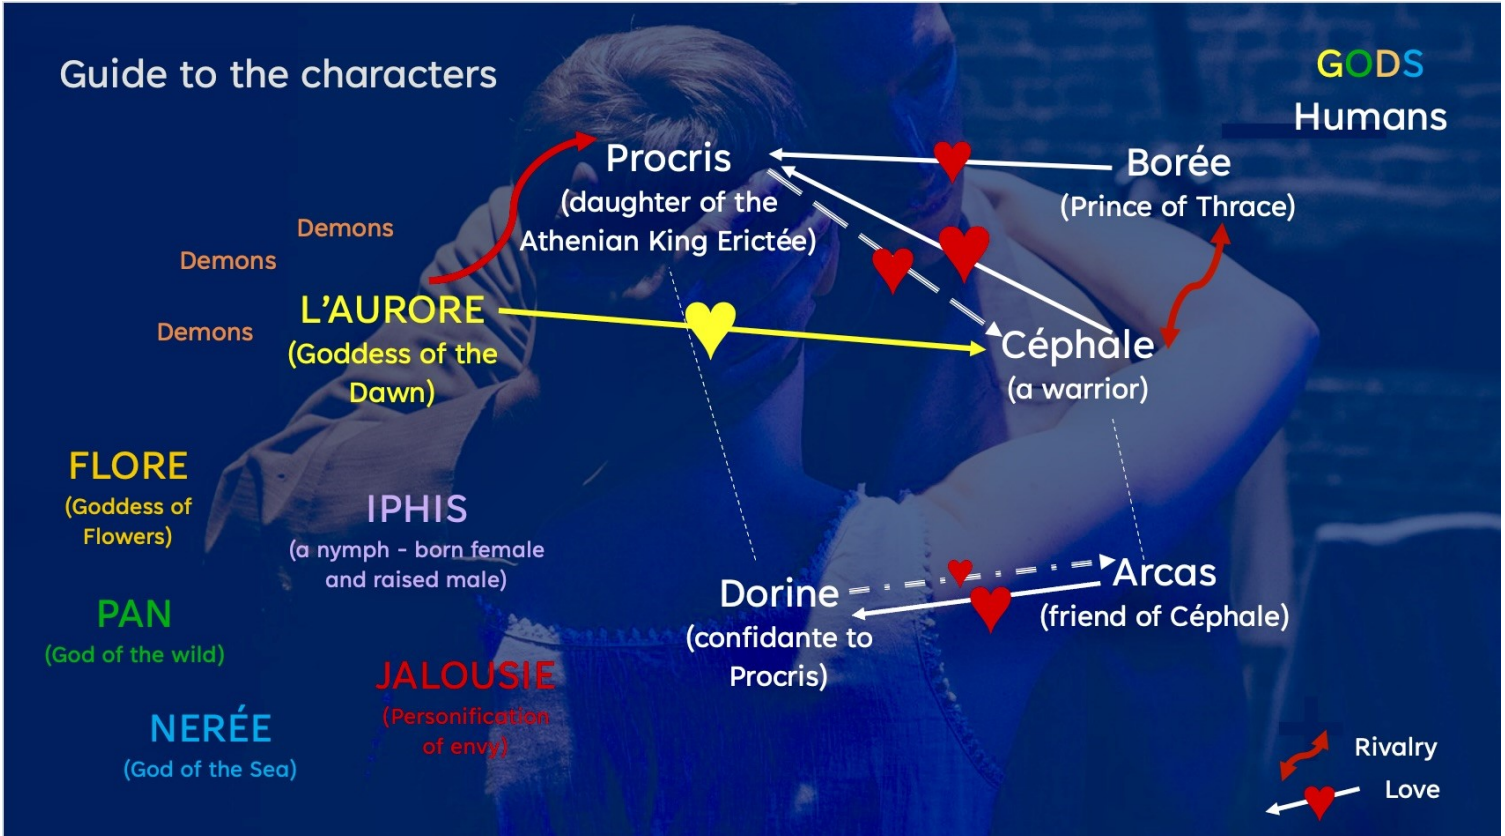 Guide to the characters
GODS
Humans
Procris
(daughter of the
Athenian King Erictée)
Borée
(Prince of Thrace)
Demons
Demons
Demons
L'AURORE
(Goddess of the
Dawn)
Céphale
(a warrior)
FLORE
(Goddess of
Flowers)
IPHIS
(a nymph - born female
and raised male)
Dorine
(confidante to
Procris)
Arcas
(friend of Céphale)
PAN
(God of the wild)
JALOUSIE
(Personification
of envy)
NERÉE
(God of the Sea)
Rivalry
Love